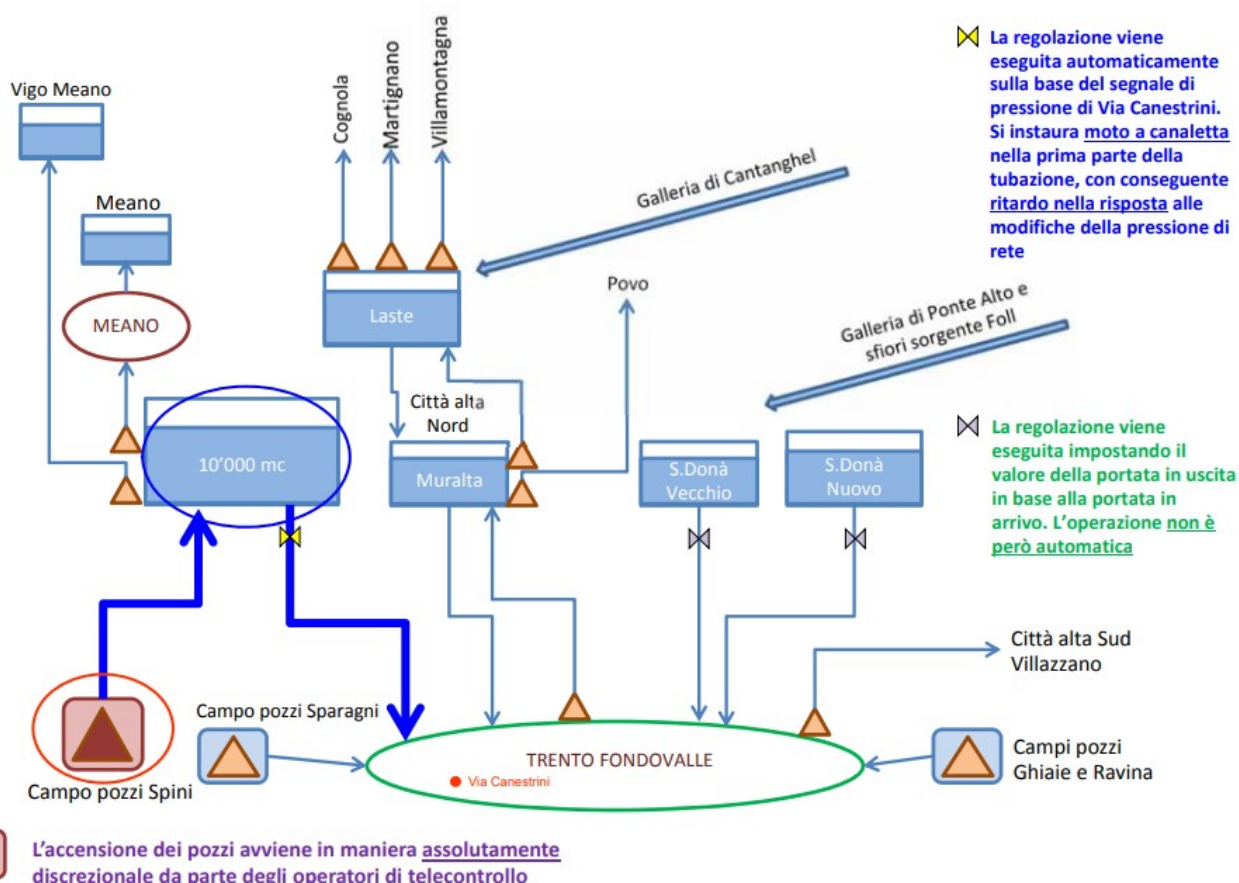 Vigo Meano
Meano
MEANO
10'000 mc
Cognola
Martignano
Villamontagna
Laste
Galleria di Cantanghel
Povo
Galleria di Ponte Alto e
sfiori sorgente Foll
Città alta
Nord
Muralta
S.Donà
Vecchio
S.Donà
Nuovo
La regolazione viene
eseguita automaticamente
sulla base del segnale di
pressione di Via Canestrini.
Si instaura moto a canaletta
nella prima parte della
tubazione, con conseguente
ritardo nella risposta alle
modifiche della pressione di
rete
La regolazione viene
eseguita impostando il
valore della portata in uscita
in base alla portata in
arrivo. L'operazione non è
però automatica
Città alta Sud
Villazzano
Campo pozzi Sparagni
Campo pozzi Spini
TRENTO FONDOVALLE
Via Canestrini
Campi pozzi
Ghiaie e Ravina
L'accensione dei pozzi avviene in maniera assolutamente
discrezionale da parte degli operatori di telecontrollo